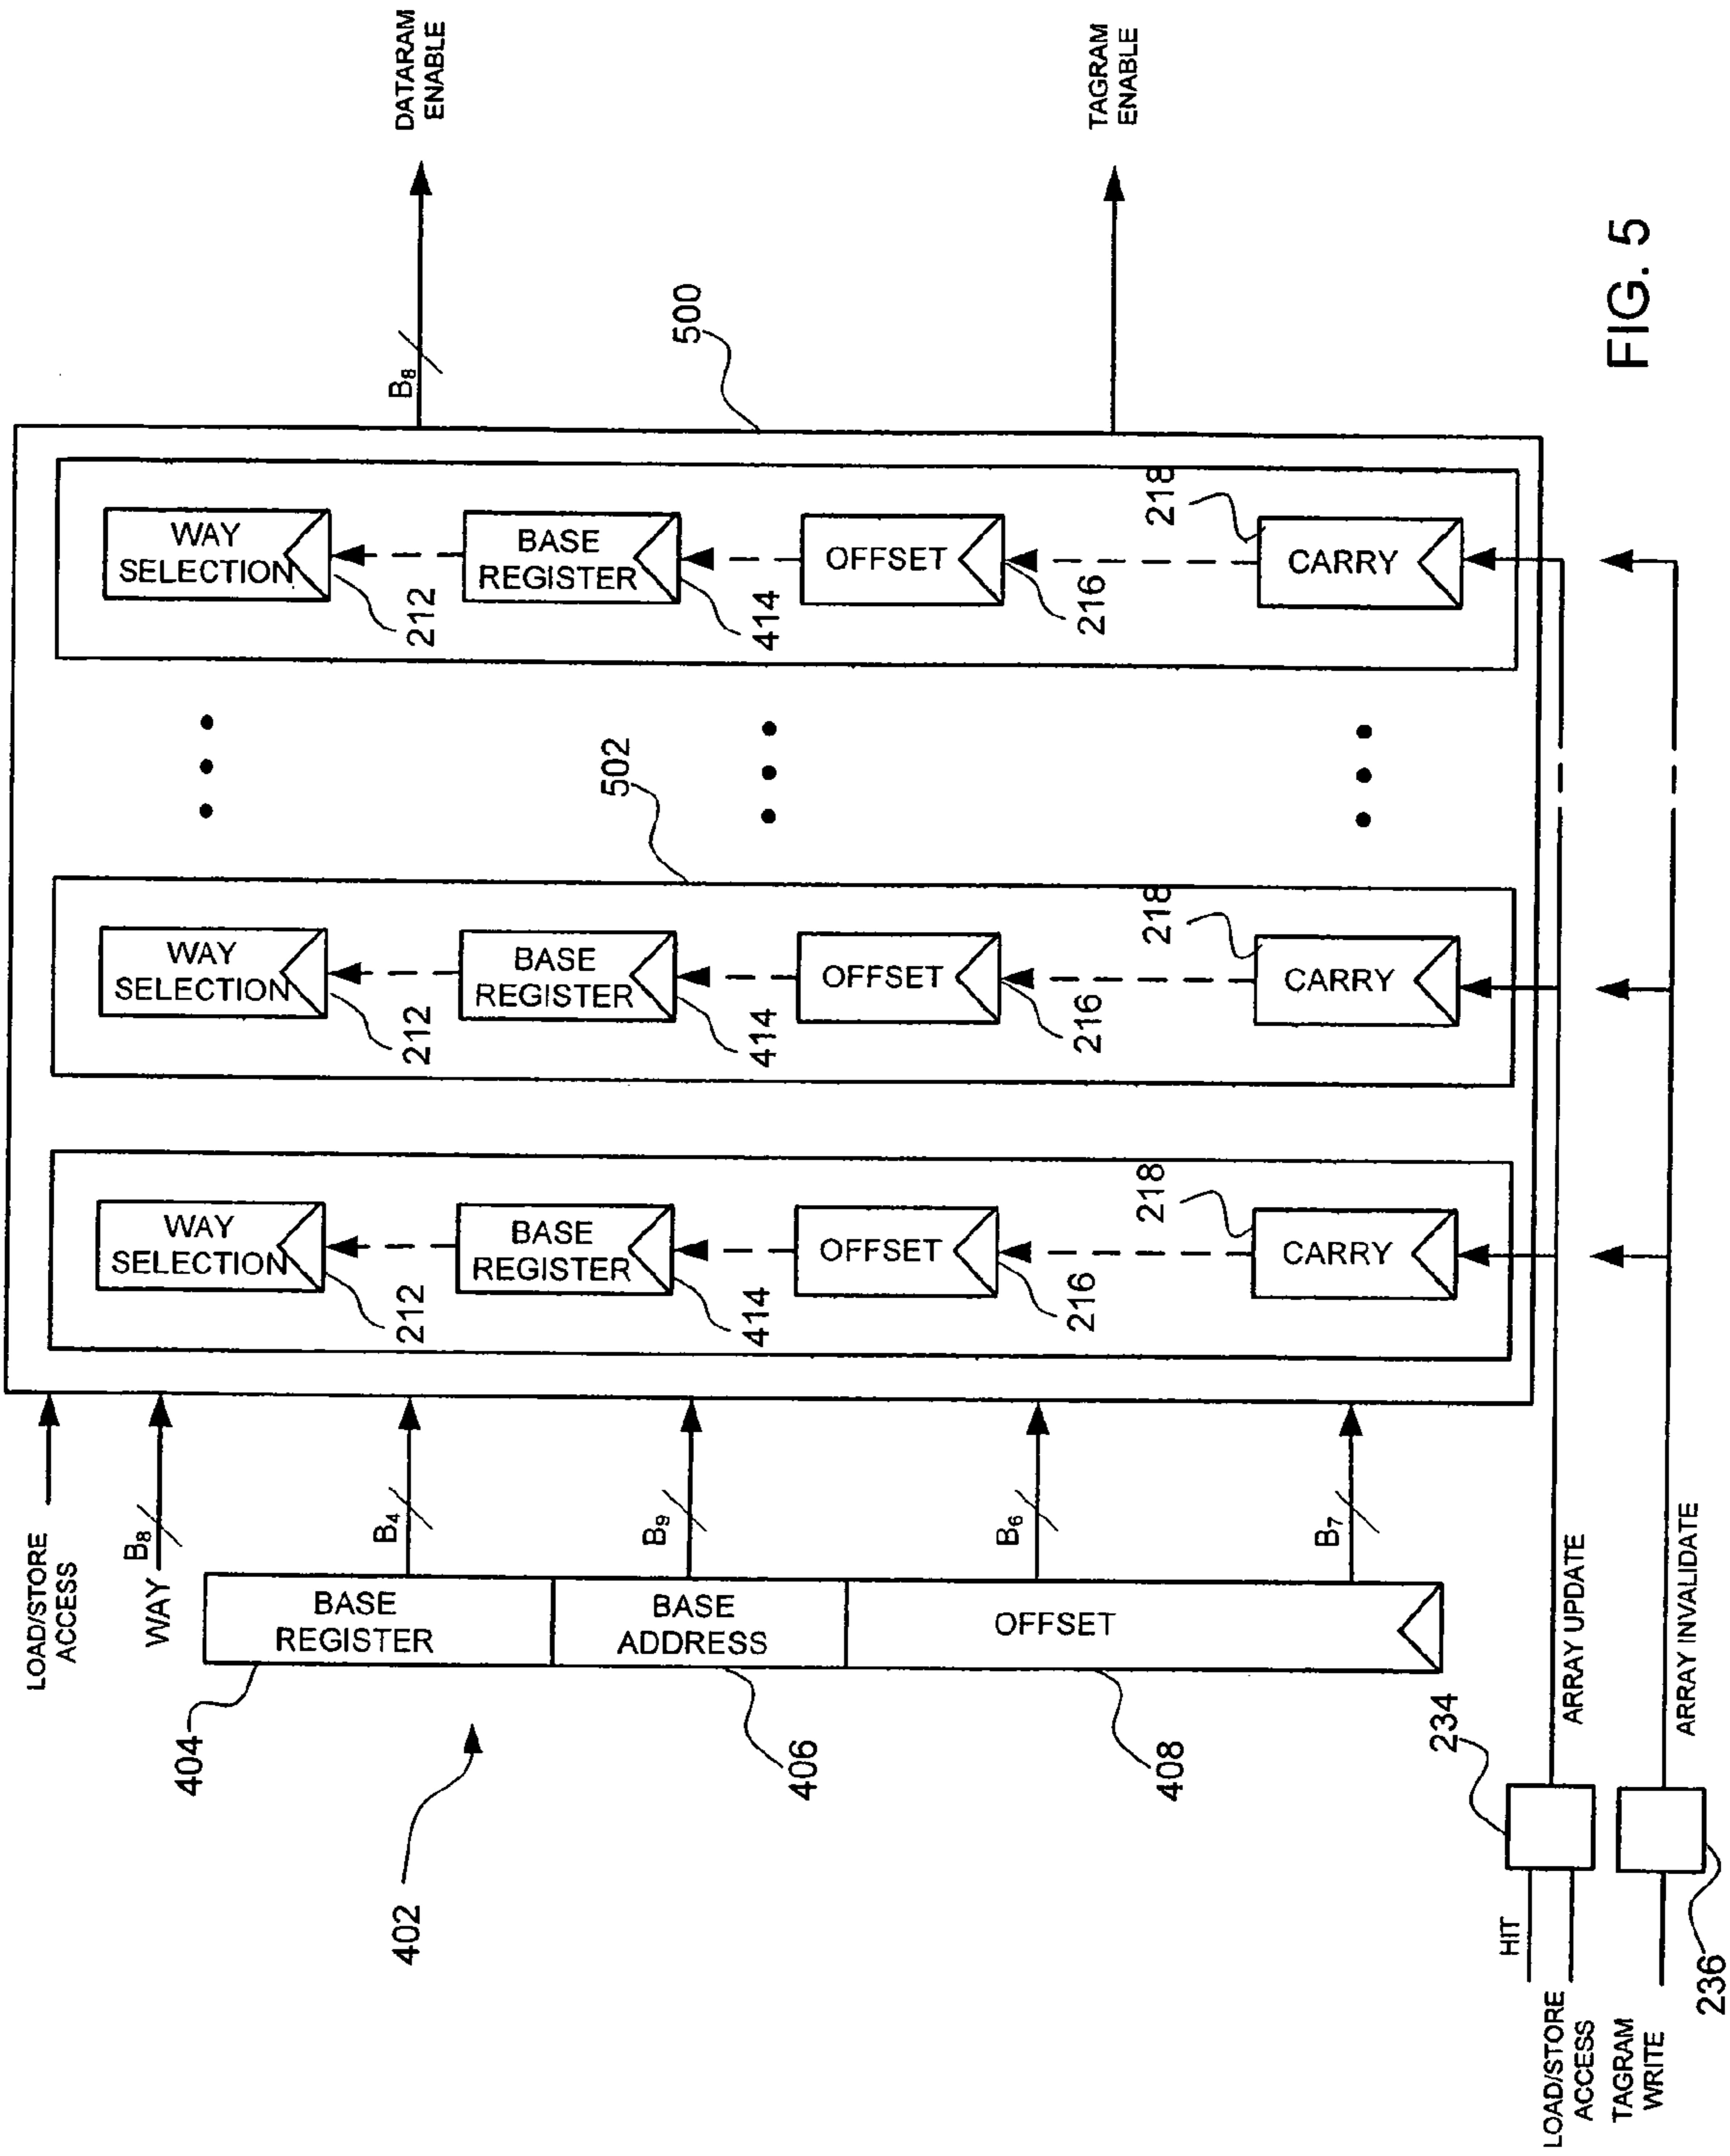 LOAD/STORE
ACCESS
WAY
B8
B4
B9
B6
B7
BASE
REGISTER
BASE
ADDRESS
OFFSET
404
402
406
408
WAY
SELECTION
212
BASE
REGISTER
414
OFFSET
216
CARRY
218
WAY
SELECTION
212
BASE
REGISTER
414
OFFSET
216
CARRY
218
502
WAY
SELECTION
212
BASE
REGISTER
414
OFFSET
216
CARRY
218
500
B8
DATARAM
ENABLE
TAGRAM
ENABLE
HIT
LOAD/STORE
ACCESS
234
ARRAY UPDATE
TAGRAM
WRITE
236
ARRAY INVALIDATE
FIG. 5